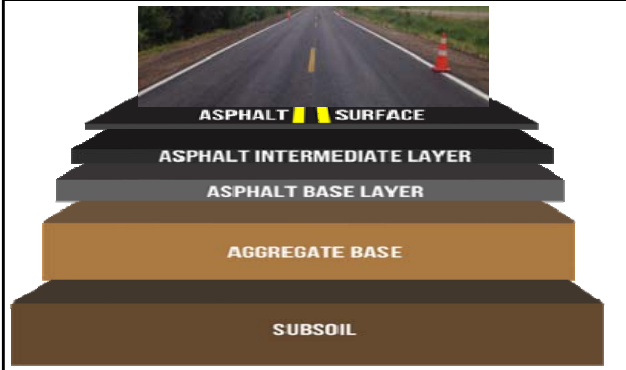 ASPHALT SURFACE
ASPHALT INTERMEDIATE LAYER
ASPHALT BASE LAYER
AGGREGATE BASE
SUBSOIL